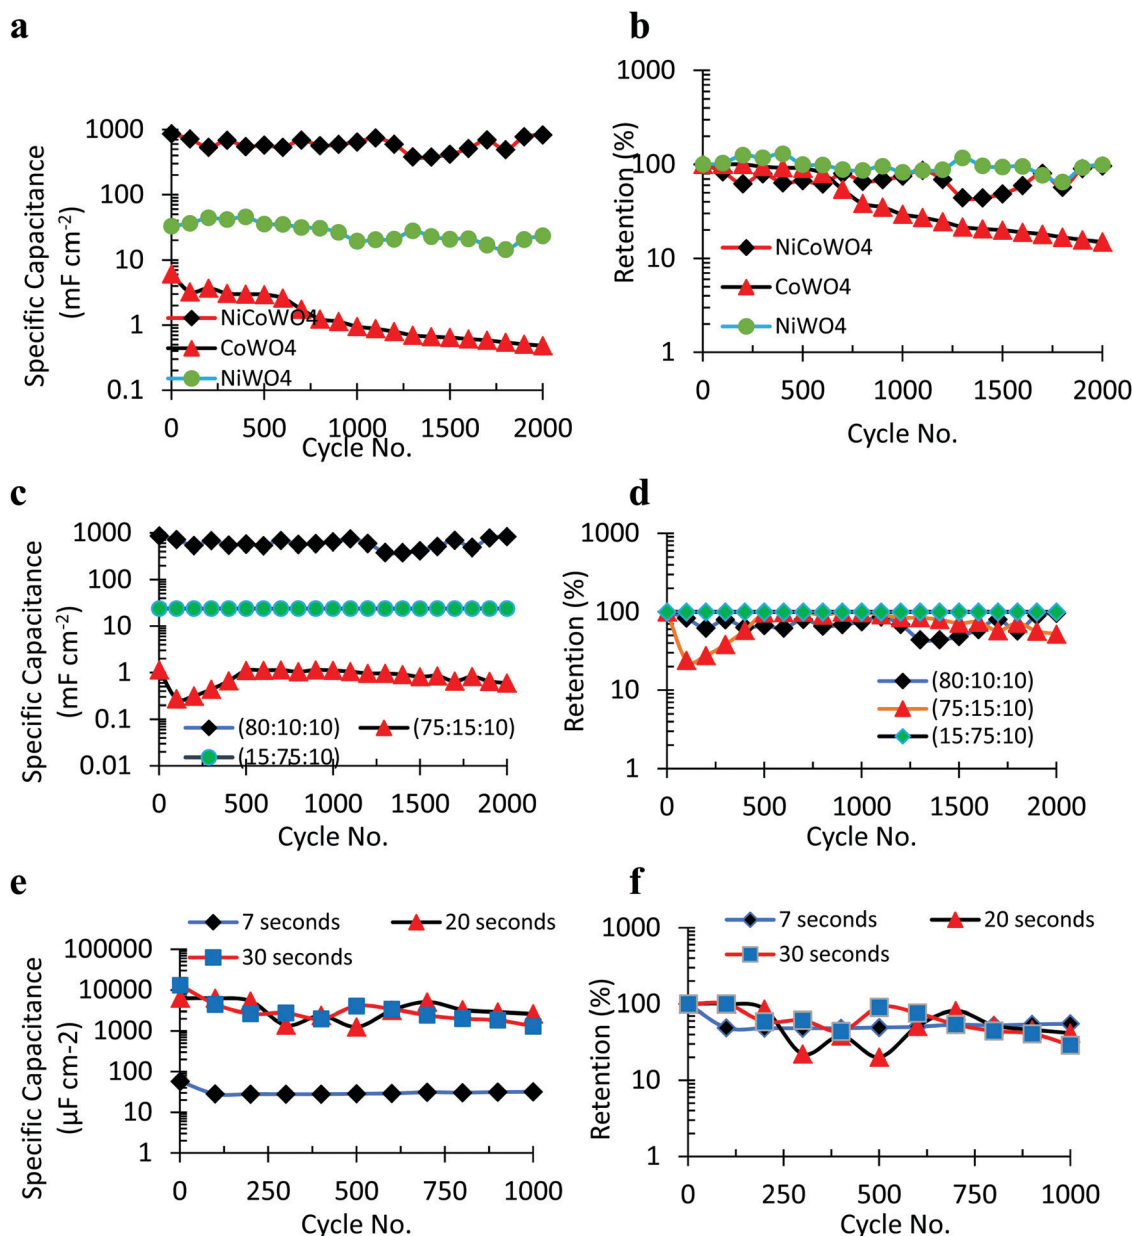 a
Specific Capacitance
(mF cm-2)
1000
100
10
1
0.1
NiCoWO4
CoWO4
NiWO4
0 500 1000 1500 2000
Cycle No.
b
Retention (%)
1000
100
10
1
NiCoWO4
CoWO4
NiWO4
0 500 1000 1500 2000
Cycle No.
c
Specific Capacitance
(mF cm-2)
1000
100
10
1
0.1
0.01
(80:10:10) (75:15:10)
(15:75:10)
0 500 1000 1500 2000
Cycle No.
d
Retention (%)
1000
100
10
1
(80:10:10)
(75:15:10)
(15:75:10)
0 500 1000 1500 2000
Cycle No.
e
7 seconds 20 seconds
30 seconds
Specific Capacitance
(µF cm-2)
100000
10000
1000
100
10
1
0 250 500 750 1000
Cycle No.
f
7 seconds 20 seconds
30 seconds
Retention (%)
1000
100
10
1
0 250 500 750 1000
Cycle No.